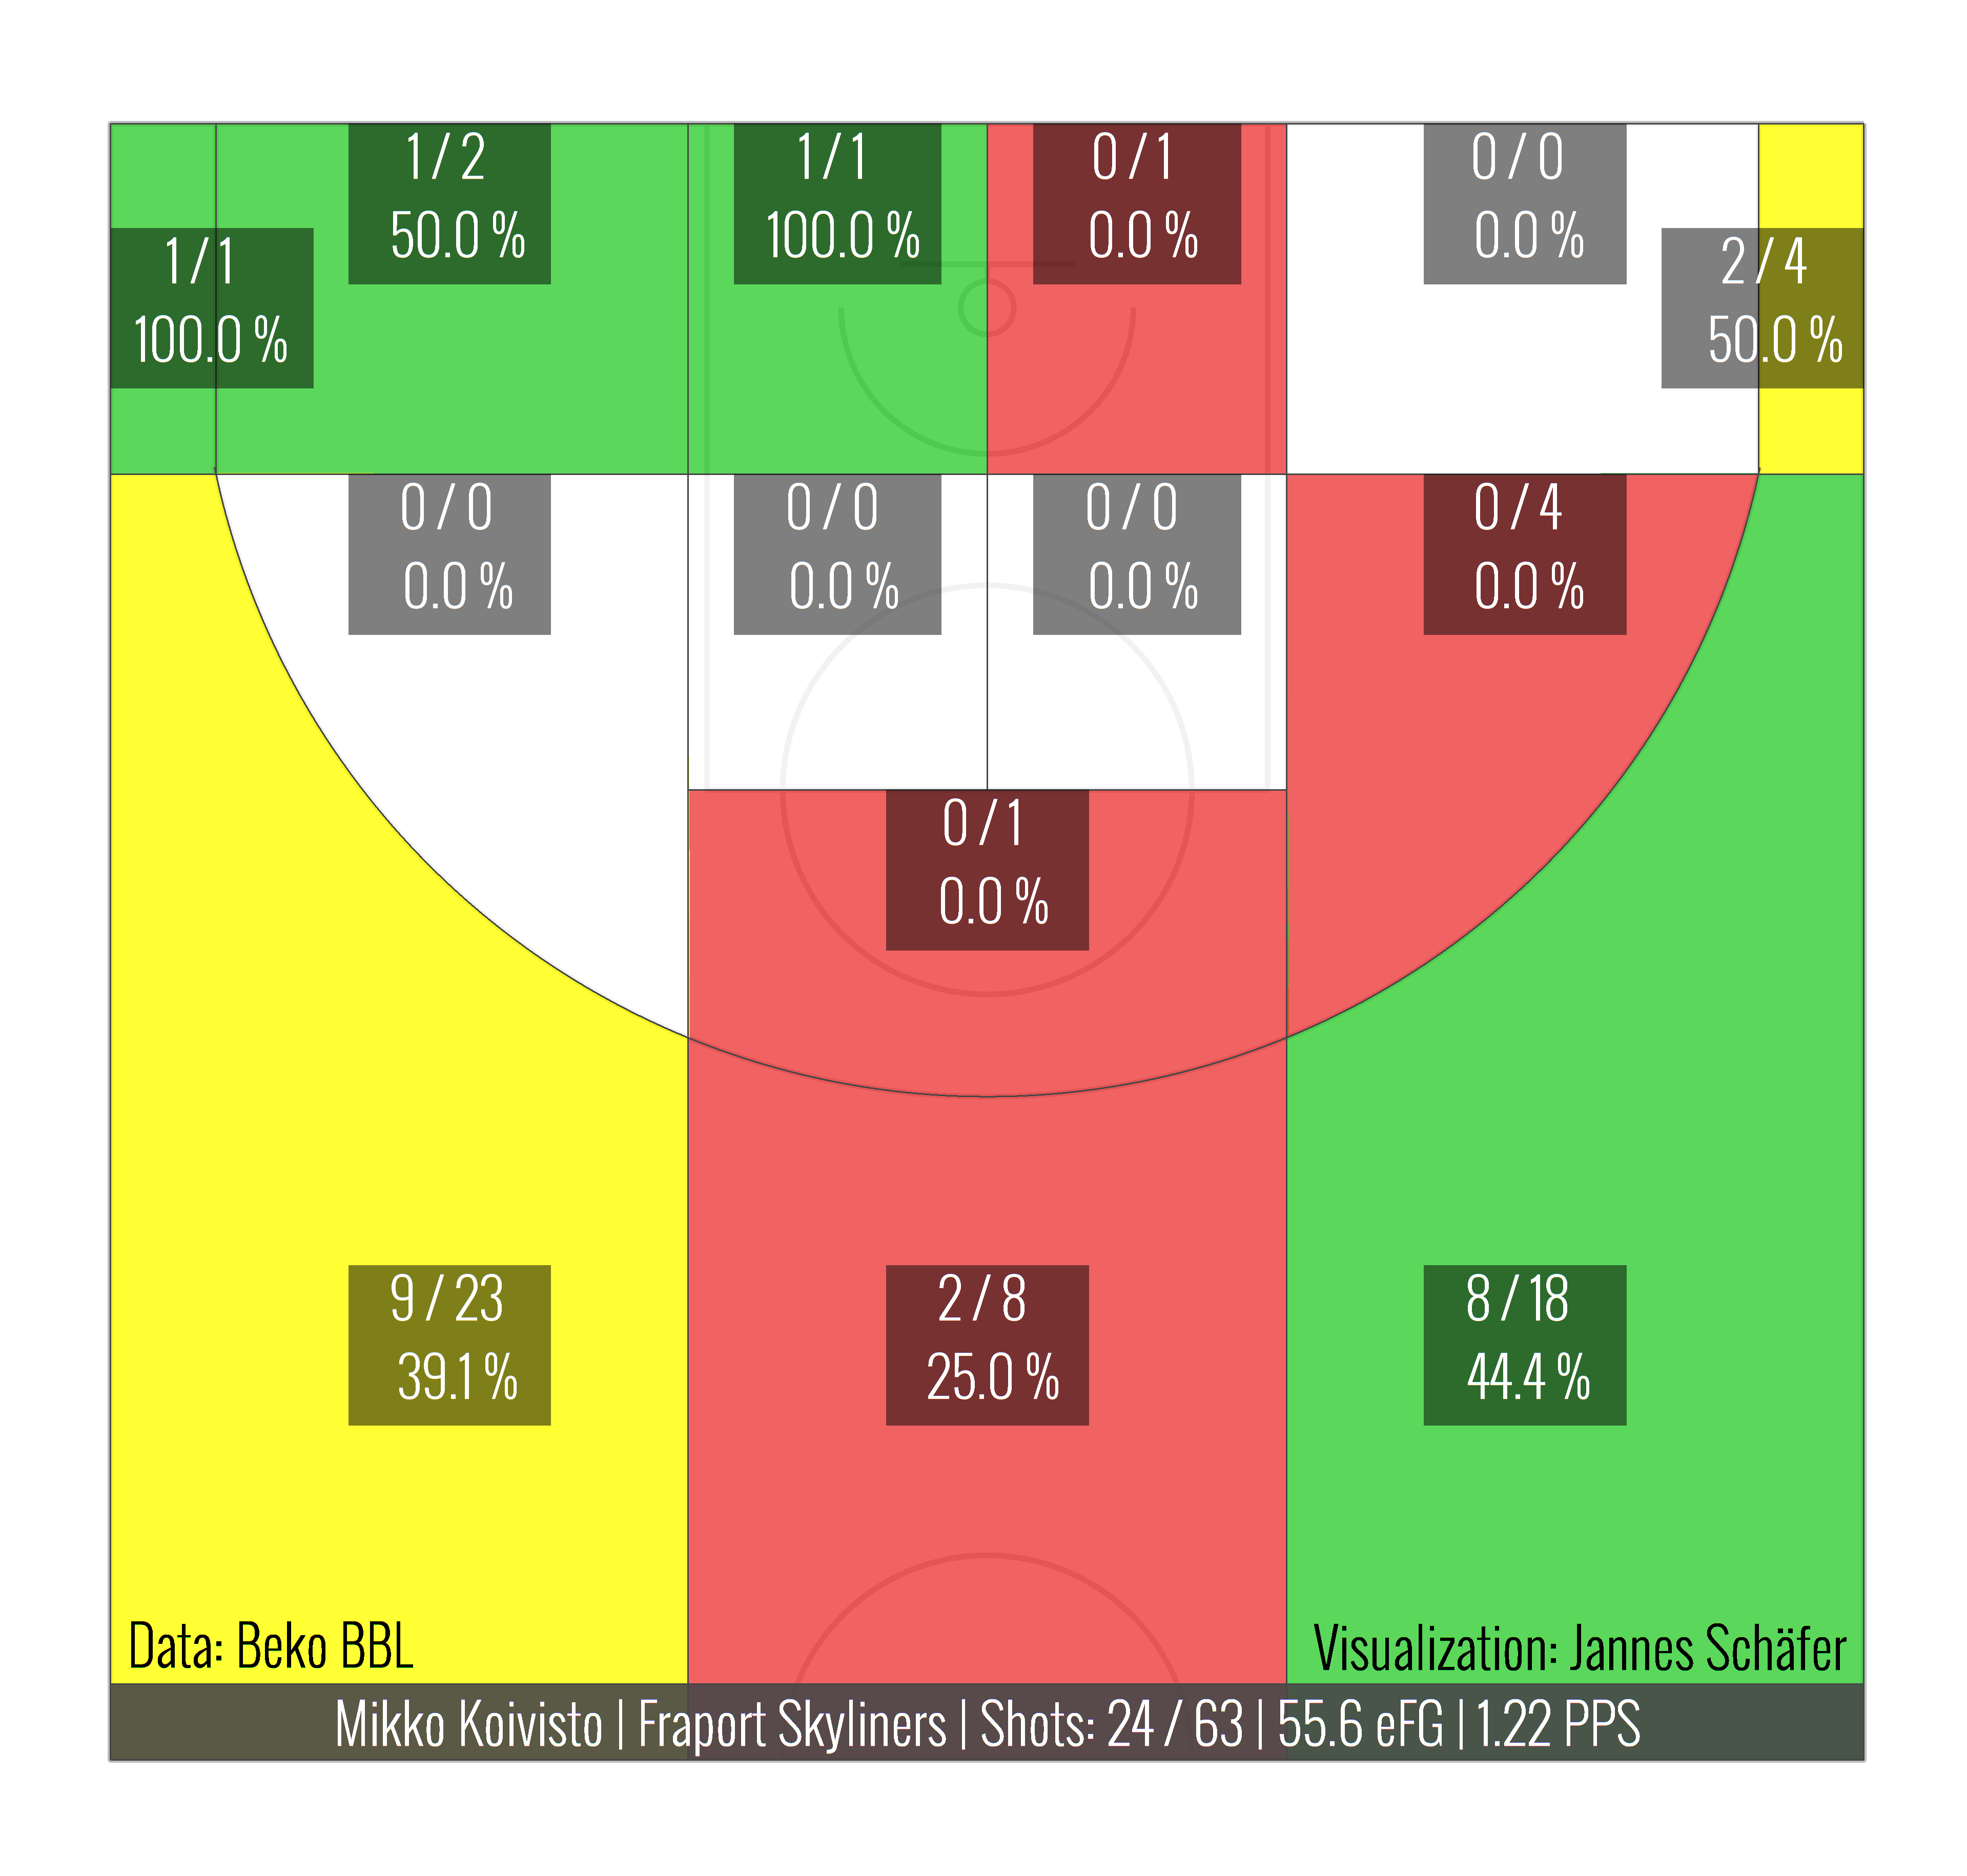 1 / 2
50.0 %
1 / 1
100.0 %
0 / 1
0.0 %
0 / 0
0.0 %
1 / 1
100.0 %
2 / 4
50.0 %
0 / 0
0.0 %
0 / 0
0.0 %
0 / 0
0.0 %
0 / 4
0.0 %
0 / 1
0.0 %
9 / 23
39.1 %
2 / 8
25.0 %
8 / 18
44.4 %
Data: Beko BBL
Visualization: Jannes Schäfer
Mikko Koivisto | Fraport Skyliners | Shots: 24 / 63 | 55.6 eFG | 1.22 PPS